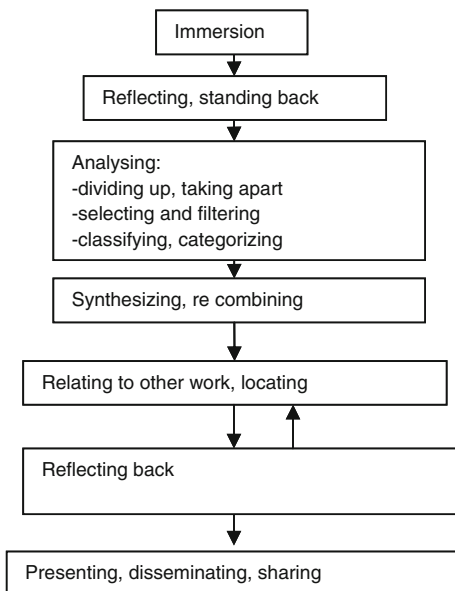 Immersion
Reflecting, standing back
Analysing:
-dividing up, taking apart
-selecting and filtering
-classifying, categorizing
Synthesizing, re combining
Relating to other work, locating
Reflecting back
Presenting, disseminating, sharing